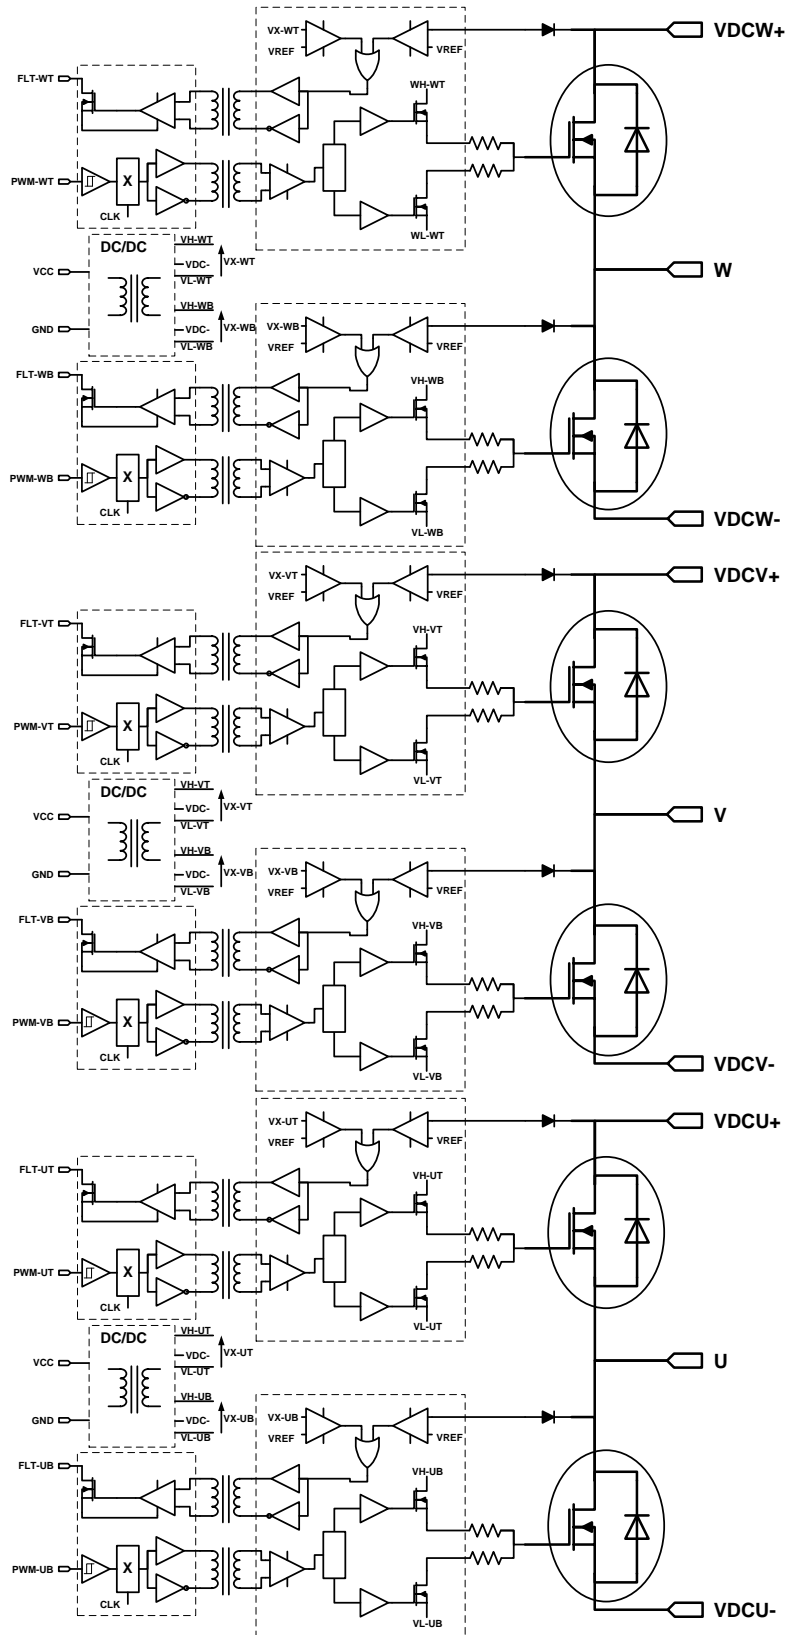 VX-WT
VREF
VREF
VDCW+
FLT-WT
WH-WT
PWM-WT
X
CLK
WL-WT
DC/DC
VH-WT
VDC-
VL-WT
VX-WT
VCC
W
VH-WB
VDC-
VL-WB
VX-WB
GND
VX-WB
VREF
VREF
FLT-WB
VH-WB
PWM-WB
X
CLK
VL-WB
VDCW-
VX-VT
VREF
VREF
VDCV+
FLT-VT
VH-VT
PWM-VT
X
CLK
VL-VT
DC/DC
VH-VT
VDC-
VL-VT
VX-VT
VCC
V
VH-VB
VDC-
VL-VB
VX-VB
GND
VX-VB
VREF
VREF
FLT-VB
VH-VB
PWM-VB
X
CLK
VL-VB
VDCV-
VX-UT
VREF
VREF
VDCU+
FLT-UT
VH-UT
PWM-UT
X
CLK
VL-UT
DC/DC
VH-UT
VDC-
VL-UT
VX-UT
VCC
U
VH-UB
VDC-
VL-UB
VX-UB
GND
VX-UB
VREF
VREF
FLT-UB
VH-UB
PWM-UB
X
CLK
VL-UB
VDCU-